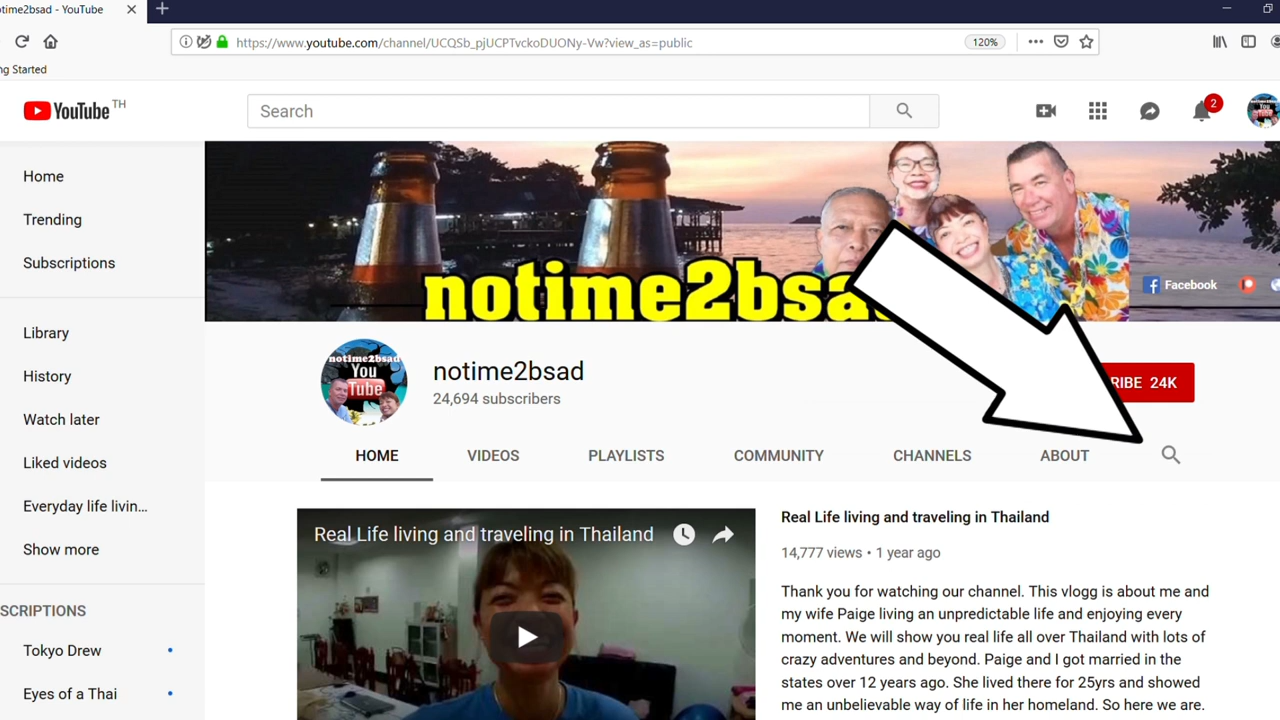 otime2bsad - YouTube
https://www.youtube.com/channel/UCQSb_pjUCPTvckoDUONy-Vw?view_as=public
120%
ng Started
YouTube TH
Search
2
Home
Trending
Subscriptions
Library
History
Watch later
Liked videos
Everyday life livin...
Show more
SCRIPTIONS
Tokyo Drew
Eyes of a Thai
notime2bsad
Facebook
notime2bsad
You
Tube
notime2bsad
24,694 subscribers
RIBE 24K
HOME
VIDEOS
PLAYLISTS
COMMUNITY
CHANNELS
ABOUT
Real Life living and traveling in Thailand
Real Life living and traveling in Thailand
14,777 views • 1 year ago
Thank you for watching our channel. This vlogg is about me and
my wife Paige living an unpredictable life and enjoying every
moment. We will show you real life all over Thailand with lots of
crazy adventures and beyond. Paige and I got married in the
states over 12 years ago. She lived there for 25yrs and showed
me an unbelievable way of life in her homeland. So here we are.